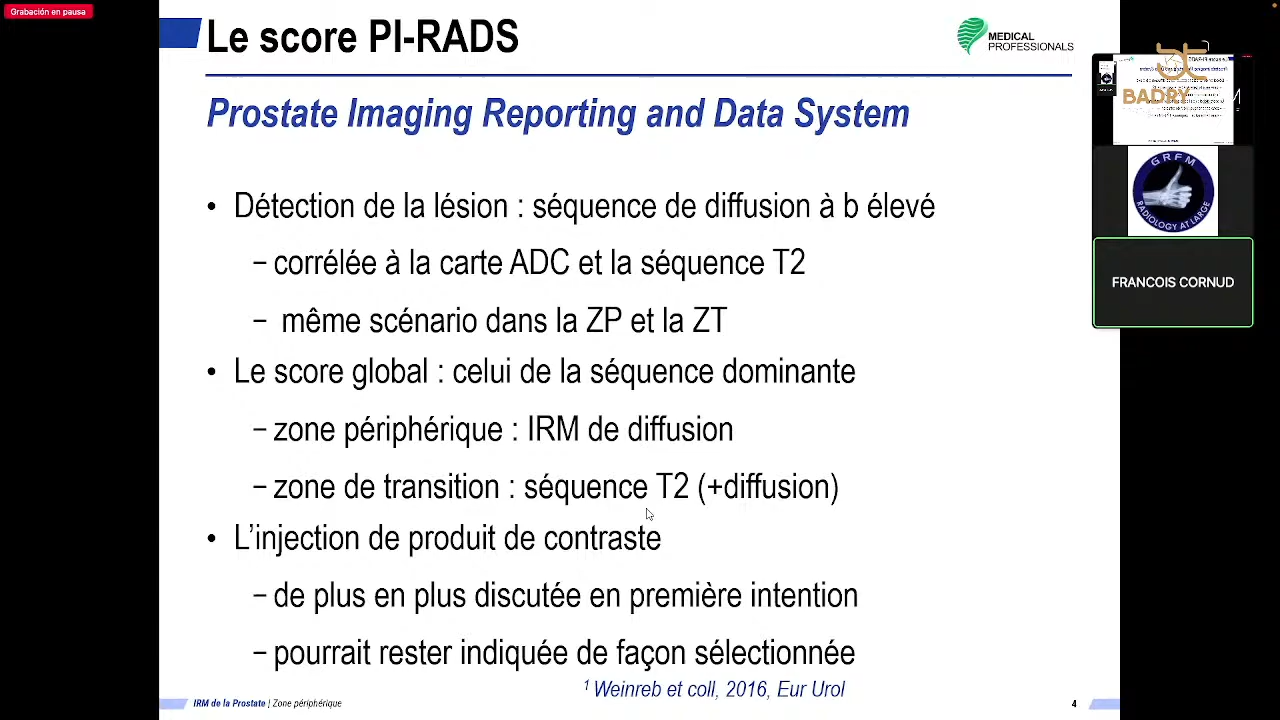 Grabación en pausa
Le score PI-RADS
MEDICAL
PROFESSIONALS
Prostate Imaging Reporting and Data System
• Détection de la lésion : séquence de diffusion à b élevé
− corrélée à la carte ADC et la séquence T2
− même scénario dans la ZP et la ZT
• Le score global : celui de la séquence dominante
− zone périphérique : IRM de diffusion
− zone de transition : séquence T2 (+diffusion)
• L’injection de produit de contraste
− de plus en plus discutée en première intention
− pourrait rester indiquée de façon sélectionnée
1 Weinreb et coll, 2016, Eur Urol
IRM de la Prostate | Zone périphérique
4
GRFM
RADIOLOGY AT LARGE
FRANCOIS CORNUD